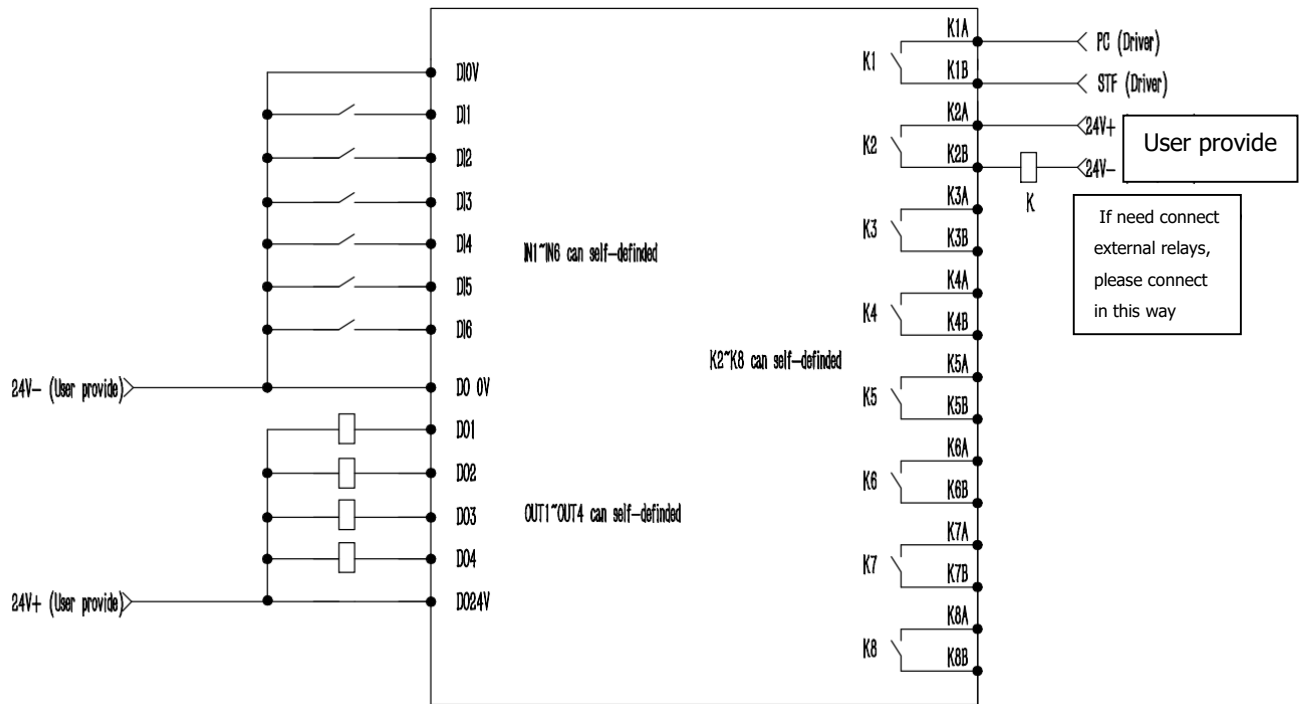 K1A
PC (Driver)
K1
K1B
STF (Driver)
K2A
24V+
User provide
K2
K2B
24V-
K
K3A
K3
K3B
If need connect
external relays,
please connect
in this way
K4A
K4
K4B
K2~K8 can self-definded
K5A
K5
K5B
K6A
K6
K6B
K7A
K7
K7B
K8A
K8
K8B
DI0V
DI1
DI2
DI3
DI4
IN1~IN6 can self-definded
DI5
DI6
24V- (User provide)
DO 0V
DO1
DO2
DO3
OUT1~OUT4 can self-definded
DO4
24V+ (User provide)
DO24V